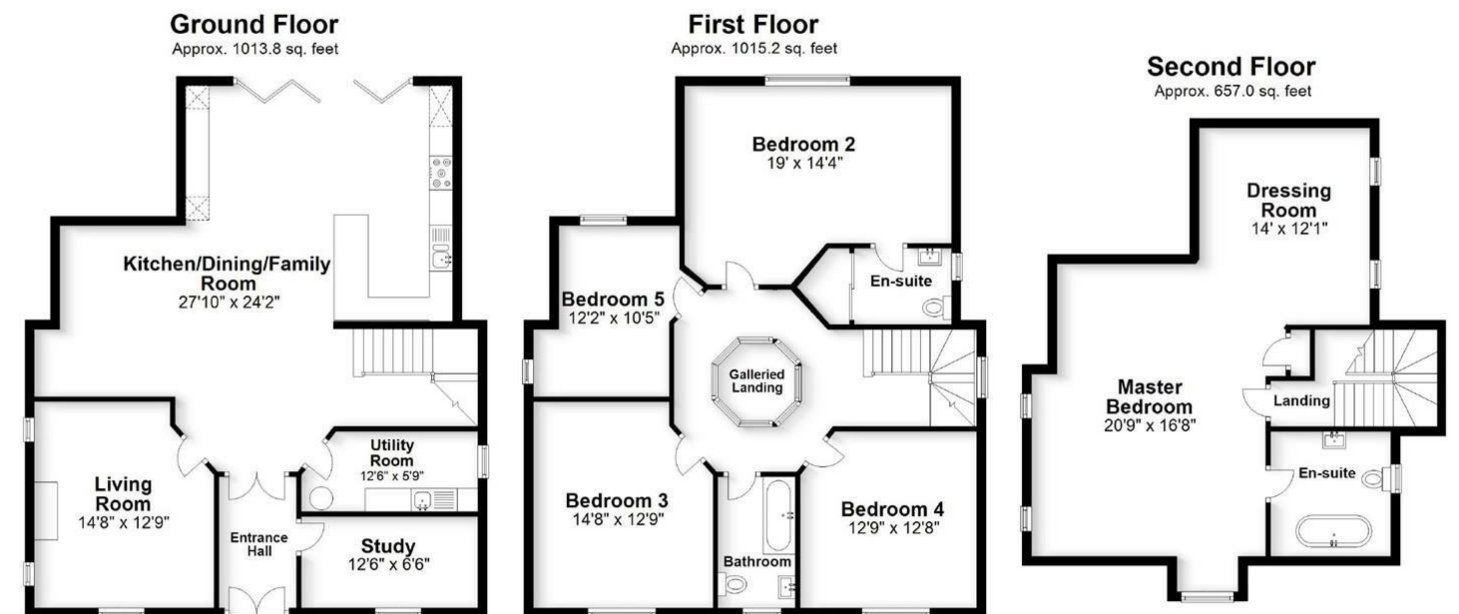 Ground Floor
Approx. 1013.8 sq. feet
Kitchen/Dining/Family
Room
27'10" x 24'2"
Living
Room
14'8" x 12'9"
Utility
Room
12'6" x 5'9"
Entrance
Hall
Study
12'6" x 6'6"
First Floor
Approx. 1015.2 sq. feet
Bedroom 2
19' x 14'4"
En-suite
Bedroom 5
12'2" x 10'5"
Galleried
Landing
Bedroom 3
14'8" x 12'9"
Bedroom 4
12'9" x 12'8"
Bathroom
Second Floor
Approx. 657.0 sq. feet
Dressing
Room
14' x 12'1"
Master
Bedroom
20'9" x 16'8"
Landing
En-suite